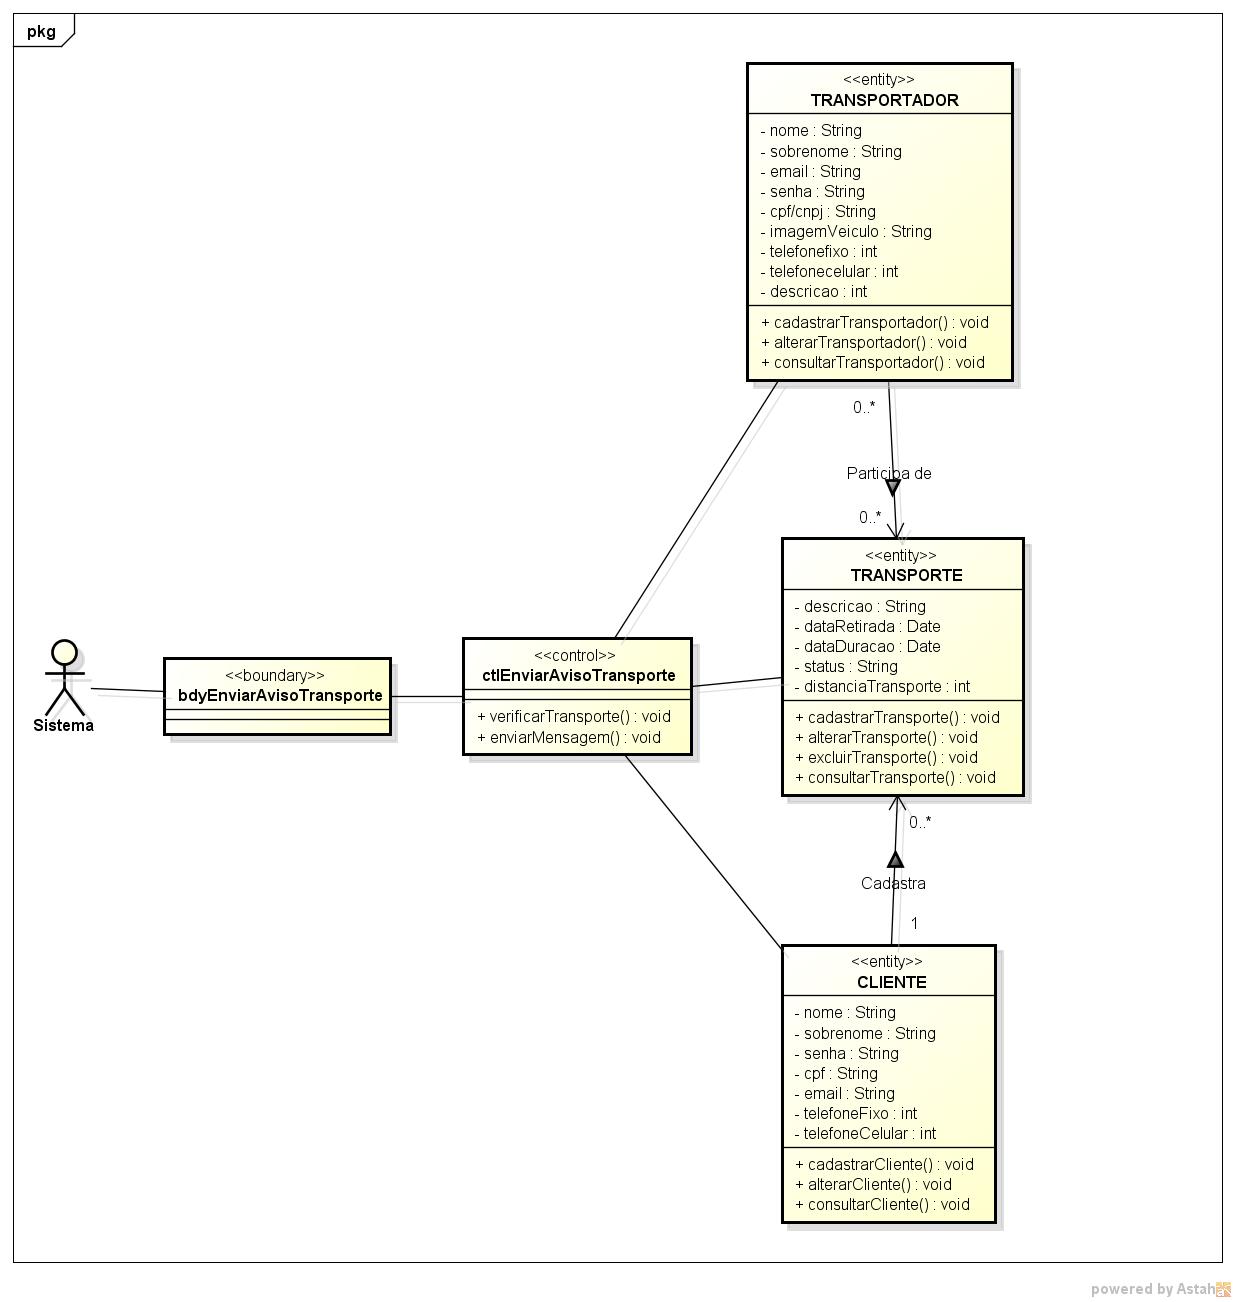 pkg
<<entity>>
TRANSPORTADOR
- nome : String
- sobrenome : String
- email : String
- senha : String
- cpf/cnpj : String
- imagemVeiculo : String
- telefonefixo : int
- telefonecelular : int
- descricao : int
+ cadastrarTransportador() : void
+ alterarTransportador() : void
+ consultarTransportador() : void
0..*
Participa de
0..*
<<entity>>
TRANSPORTE
- descricao : String
- dataRetirada : Date
- dataDuracao : Date
- status : String
- distanciaTransporte : int
+ cadastrarTransporte() : void
+ alterarTransporte() : void
+ excluirTransporte() : void
+ consultarTransporte() : void
Sistema
<<boundary>>
bdyEnviarAvisoTransporte
<<control>>
ctlEnviarAvisoTransporte
+ verificarTransporte() : void
+ enviarMensagem() : void
0..*
Cadastra
1
<<entity>>
CLIENTE
- nome : String
- sobrenome : String
- senha : String
- cpf : String
- email : String
- telefoneFixo : int
- telefoneCelular : int
+ cadastrarCliente() : void
+ alterarCliente() : void
+ consultarCliente() : void
powered by Astah